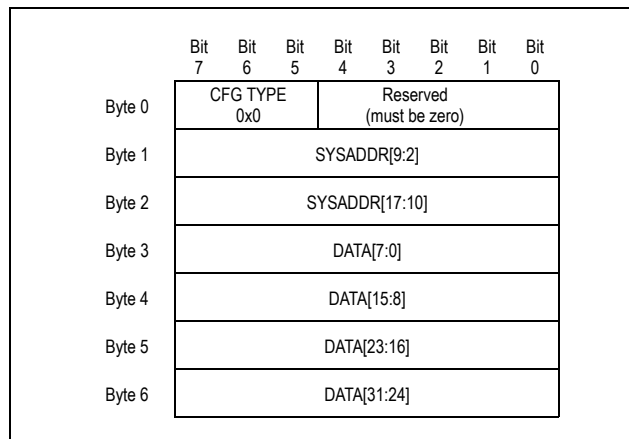 Bit Bit Bit Bit Bit Bit Bit Bit
7 6 5 4 3 2 1 0
Byte 0 CFG TYPE Reserved
0x0 (must be zero)
Byte 1 SYSADDR[9:2]
Byte 2 SYSADDR[17:10]
Byte 3 DATA[7:0]
Byte 4 DATA[15:8]
Byte 5 DATA[23:16]
Byte 6 DATA[31:24]